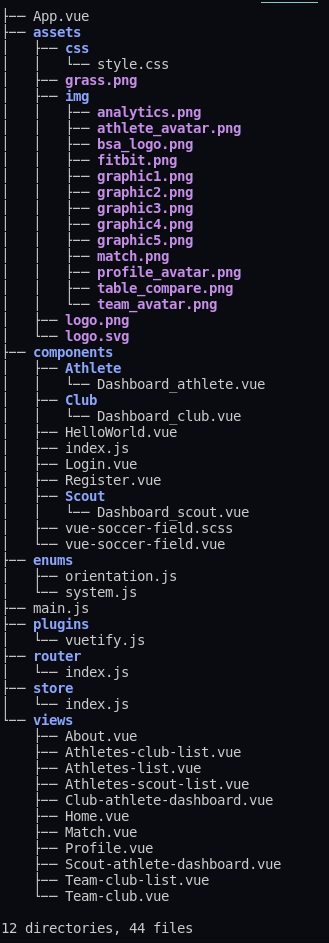 ├── App.vue
├── assets
│   ├── css
│   │   └── style.css
│   ├── grass.png
│   ├── img
│   │   ├── analytics.png
│   │   ├── athlete_avatar.png
│   │   ├── bsa_logo.png
│   │   ├── fitbit.png
│   │   ├── graphic1.png
│   │   ├── graphic2.png
│   │   ├── graphic3.png
│   │   ├── graphic4.png
│   │   ├── graphic5.png
│   │   ├── match.png
│   │   ├── profile_avatar.png
│   │   ├── table_compare.png
│   │   └── team_avatar.png
│   ├── logo.png
│   └── logo.svg
├── components
│   ├── Athlete
│   │   └── Dashboard_athlete.vue
│   ├── Club
│   │   └── Dashboard_club.vue
│   ├── HelloWorld.vue
│   ├── index.js
│   ├── Login.vue
│   ├── Register.vue
│   ├── Scout
│   │   └── Dashboard_scout.vue
│   ├── vue-soccer-field.scss
│   └── vue-soccer-field.vue
├── enums
│   ├── orientation.js
│   └── system.js
├── main.js
├── plugins
│   └── vuetify.js
├── router
│   └── index.js
├── store
│   └── index.js
└── views
    ├── About.vue
    ├── Athletes-club-list.vue
    ├── Athletes-list.vue
    ├── Athletes-scout-list.vue
    ├── Club-athlete-dashboard.vue
    ├── Home.vue
    ├── Match.vue
    ├── Profile.vue
    ├── Scout-athlete-dashboard.vue
    ├── Team-club-list.vue
    └── Team-club.vue

12 directories, 44 files